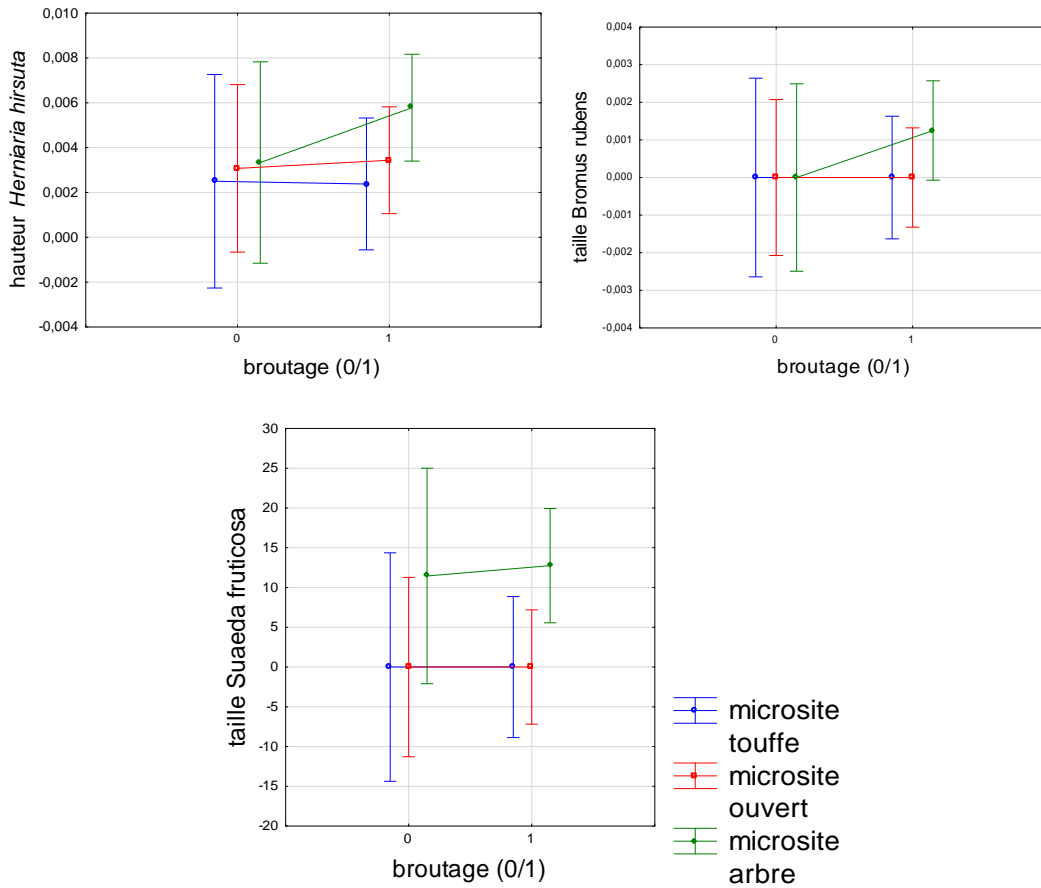 0,010
0,008
0,006
0,004
0,002
0,000
-0,002
-0,004
hauteur Herniaria hirsuta
0 1
broutage (0/1)
0,004
0,003
0,002
0,001
0,000
-0,001
-0,002
-0,003
-0,004
taille Bromus rubens
0 1
broutage (0/1)
30
25
20
15
10
5
0
-5
-10
-15
-20
taille Suaeda fruticosa
0 1
broutage (0/1)
microsite
touffe
microsite
ouvert
microsite
arbre